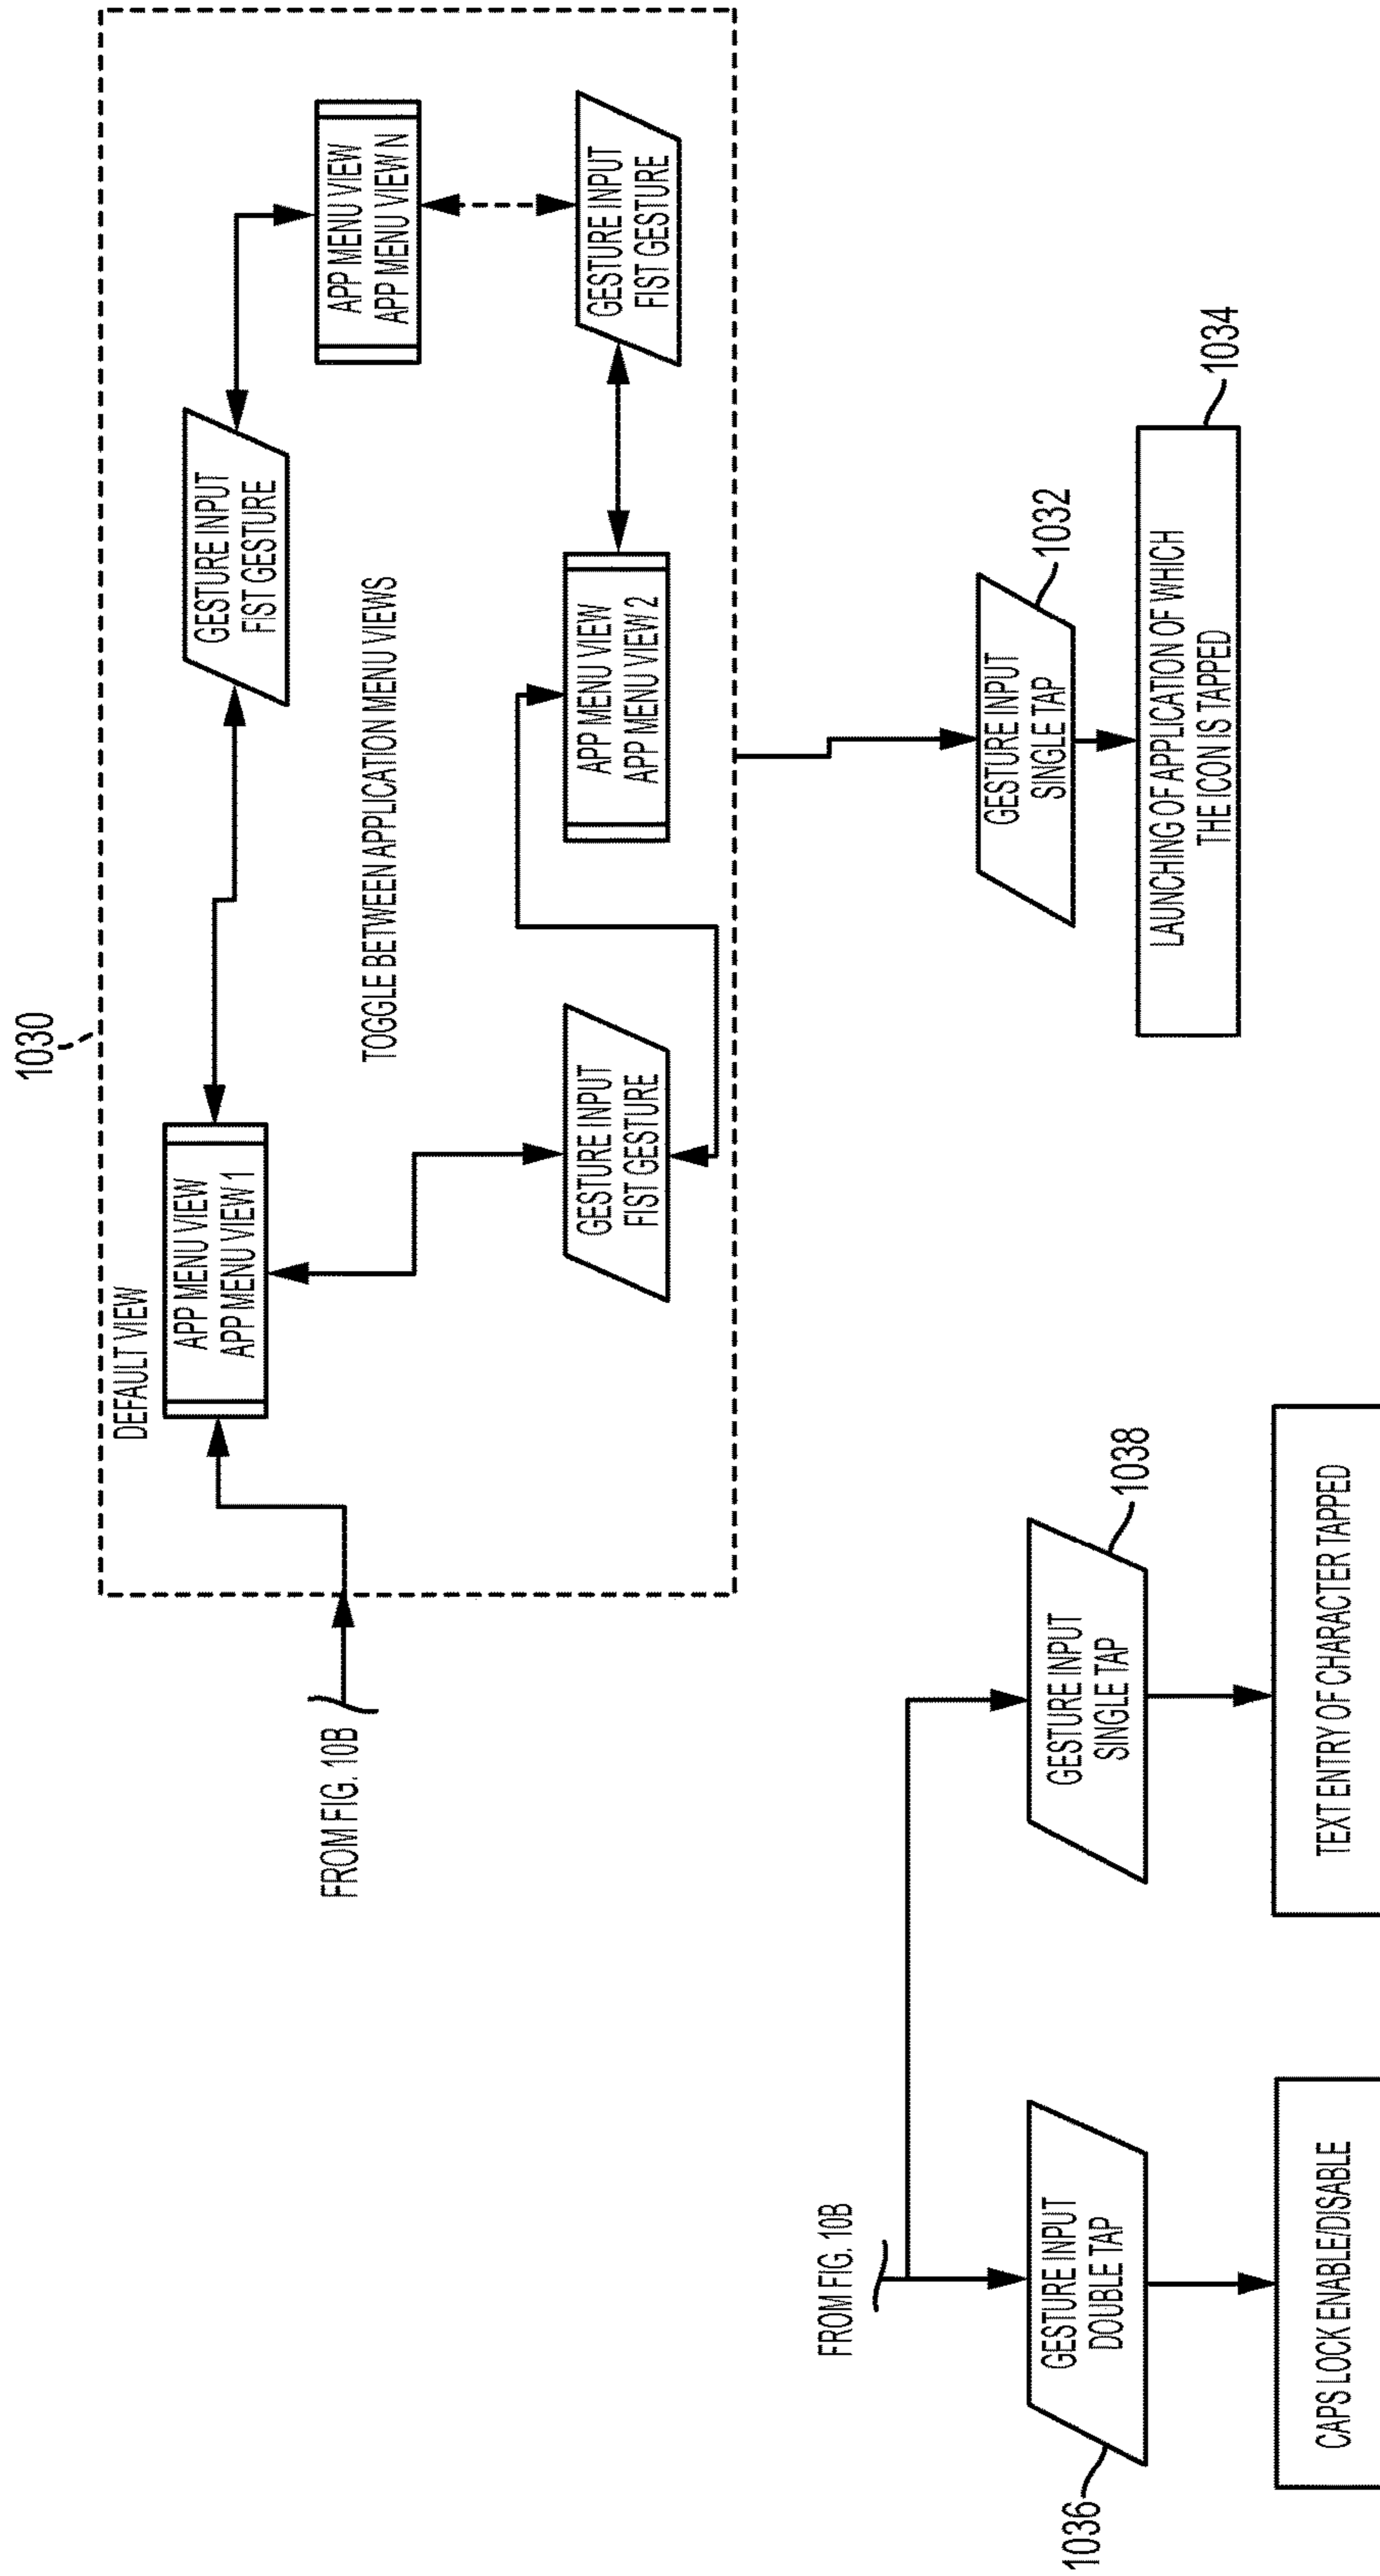 1030
DEFAULT VIEW
APP MENU VIEW
APP MENU VIEW 1
GESTURE INPUT
FIST GESTURE
APP MENU VIEW
APP MENU VIEW N
TOGGLE BETWEEN APPLICATION MENU VIEWS
GESTURE INPUT
FIST GESTURE
APP MENU VIEW
APP MENU VIEW 2
GESTURE INPUT
FIST GESTURE
FROM FIG. 10B
GESTURE INPUT
SINGLE TAP
1032
LAUNCHING OF APPLICATION OF WHICH
THE ICON IS TAPPED
1034
FROM FIG. 10B
GESTURE INPUT
DOUBLE TAP
1036
GESTURE INPUT
SINGLE TAP
1038
CAPS LOCK ENABLE/DISABLE
TEXT ENTRY OF CHARACTER TAPPED